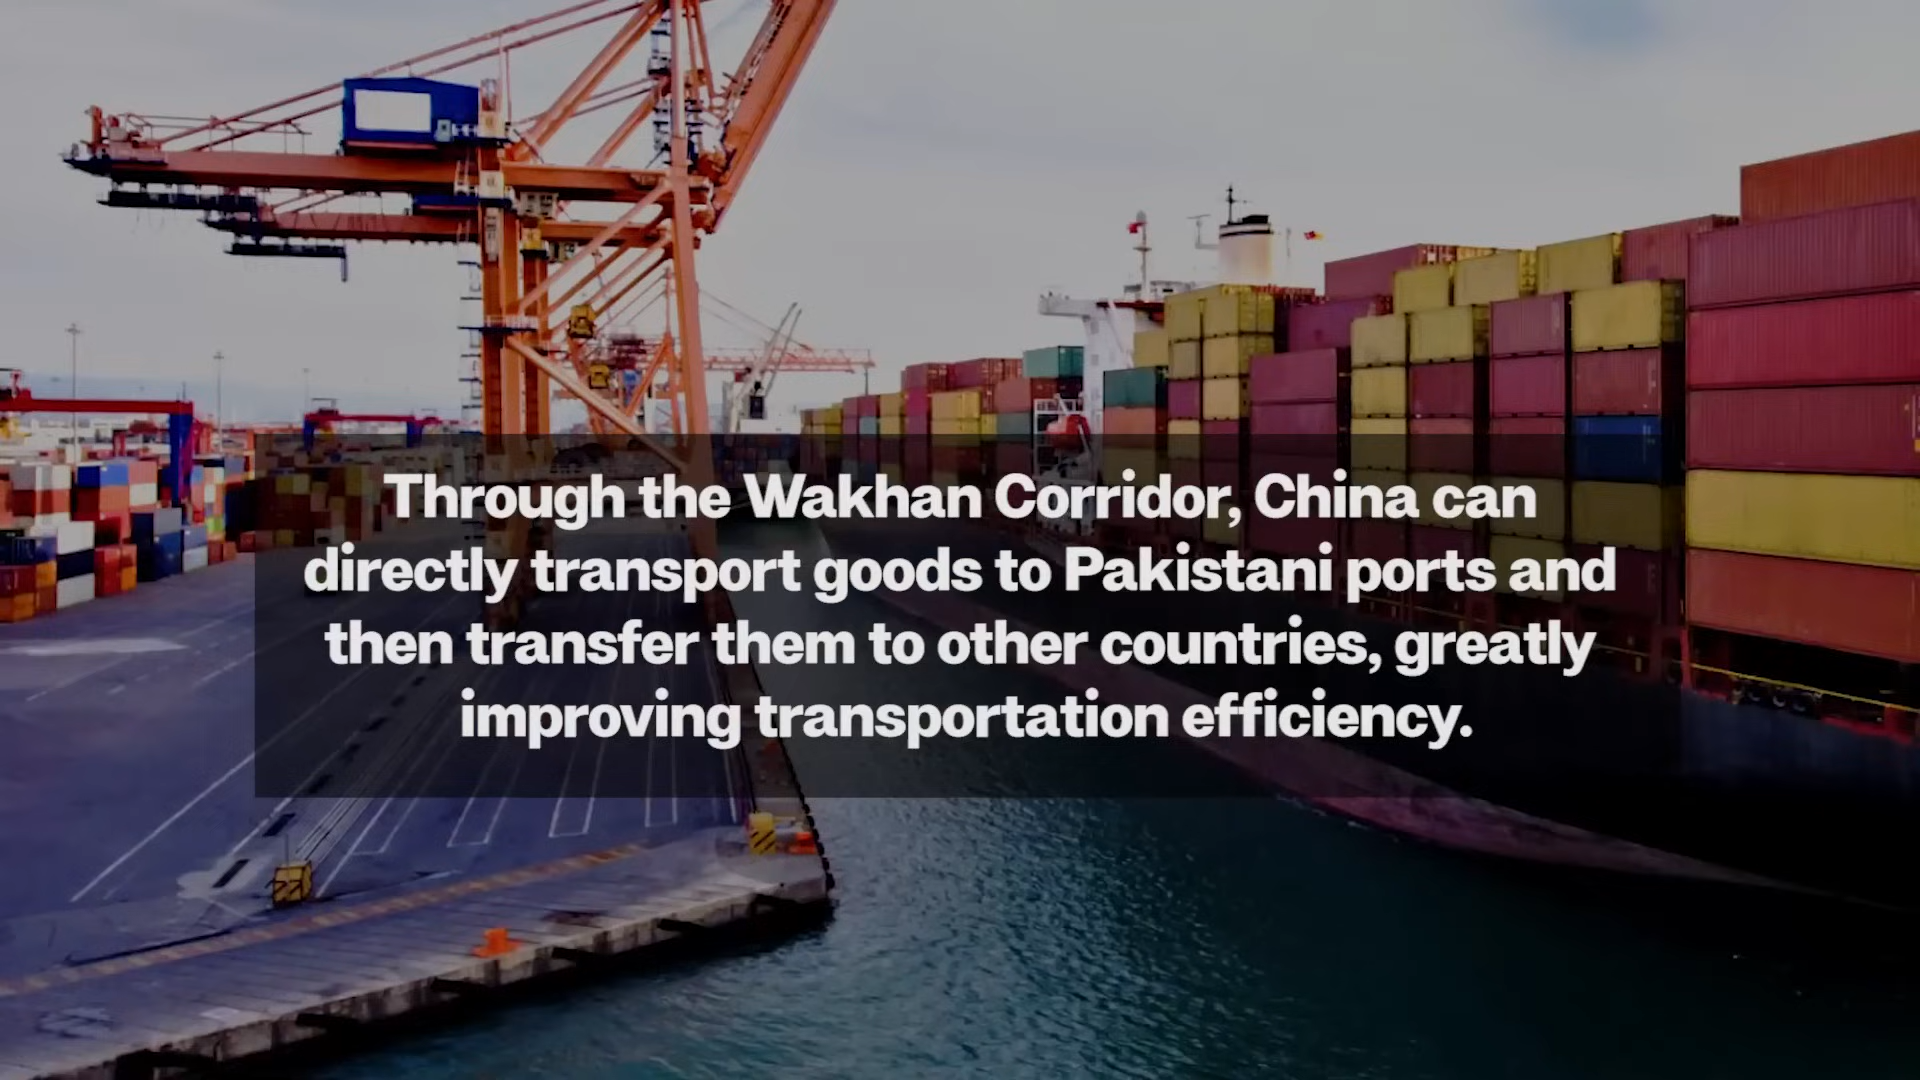 Through the Wakhan Corridor, China can
directly transport goods to Pakistani ports and
then transfer them to other countries, greatly
improving transportation efficiency.